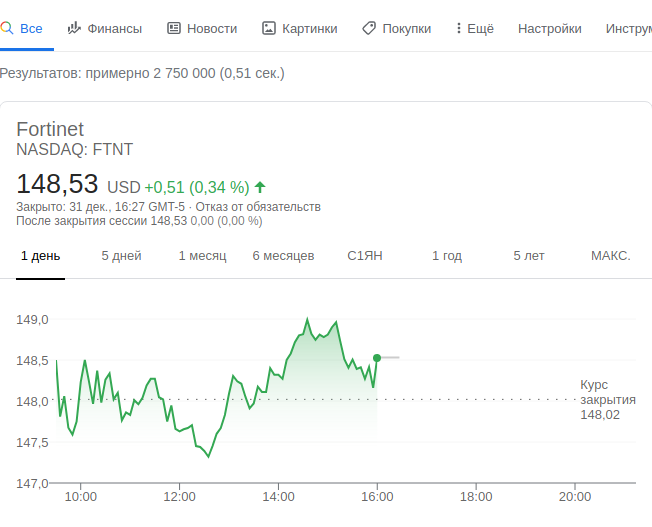 Все Финансы Новости Картинки Покупки Ещё Настройки Инструм
Результатов: примерно 2 750 000 (0,51 сек.)
Fortinet
NASDAQ: FTNT
148,53 USD +0,51 (0,34 %)
Закрыто: 31 дек., 16:27 GMT-5 · Отказ от обязательств
После закрытия сессии 148,53 0,00 (0,00 %)
1 день 5 дней 1 месяц 6 месяцев С1ЯН 1 год 5 лет МАКС.
149,0
148,5
148,0
147,5
147,0
Курс
закрытия
148,02
10:00 12:00 14:00 16:00 18:00 20:00